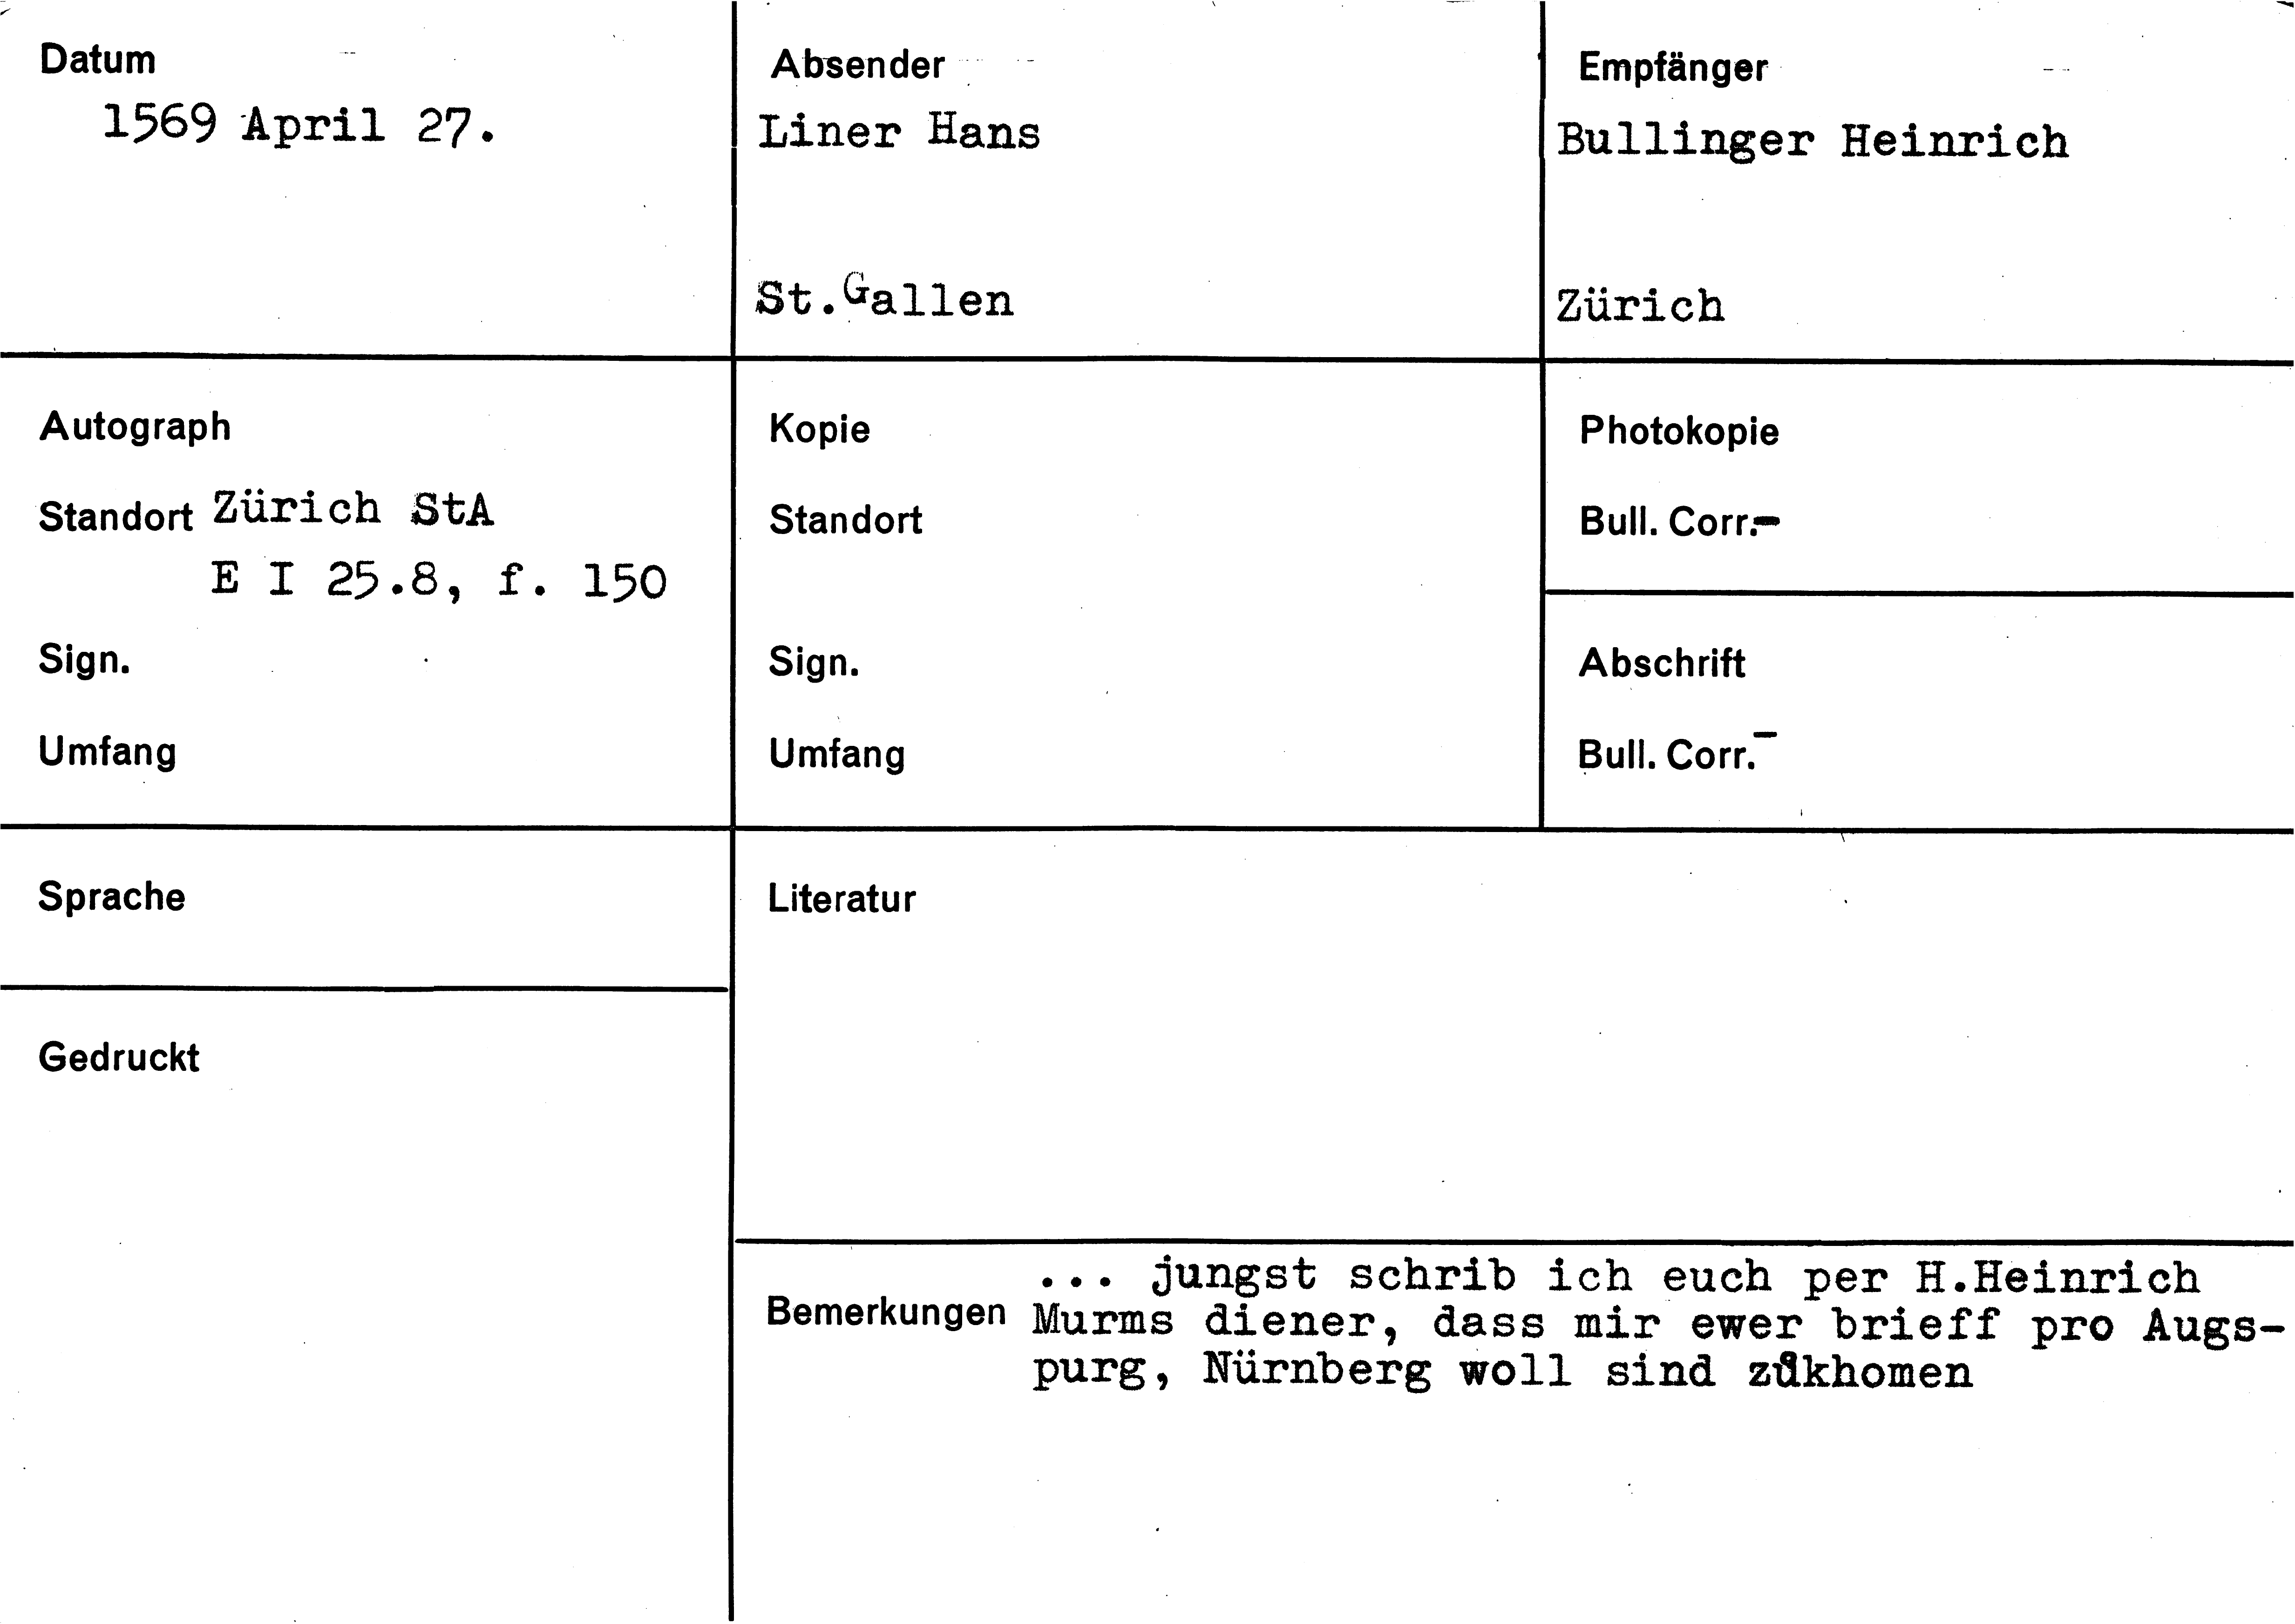 Datum
1569 April 27.
Absender
Liner Hans
St.Gallen
Empfänger
Bullinger Heinrich
Zürich
Autograph
Standort Zürich StA
E I 25.8, f. 150
Sign.
Umfang
Kopie
Standort
Sign.
Umfang
Photokopie
Bull. Corr.-
Abschrift
Bull. Corr.-
Sprache
Gedruckt
Literatur
Bemerkungen
... jungst schrib ich euch per H.Heinrich
Murms diener, dass mir ewer brieff pro Augs-
purg, Nürnberg woll sind zůkhomen